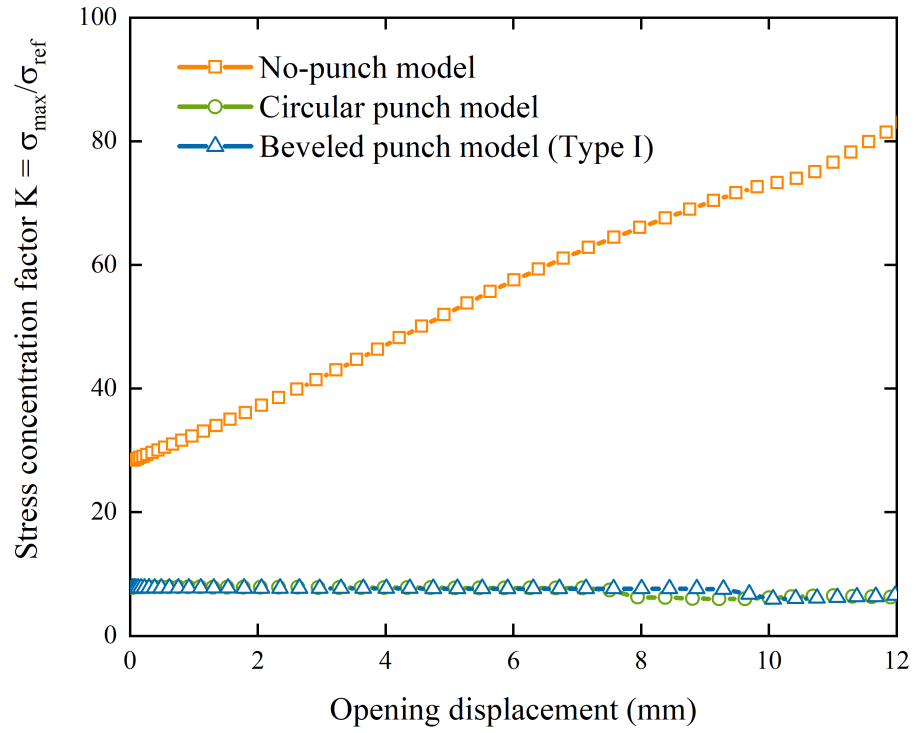 Stress concentration factor K = σmax/σref
100
80
60
40
20
0
No-punch model
Circular punch model
Beveled punch model (Type I)
0 2 4 6 8 10 12
Opening displacement (mm)